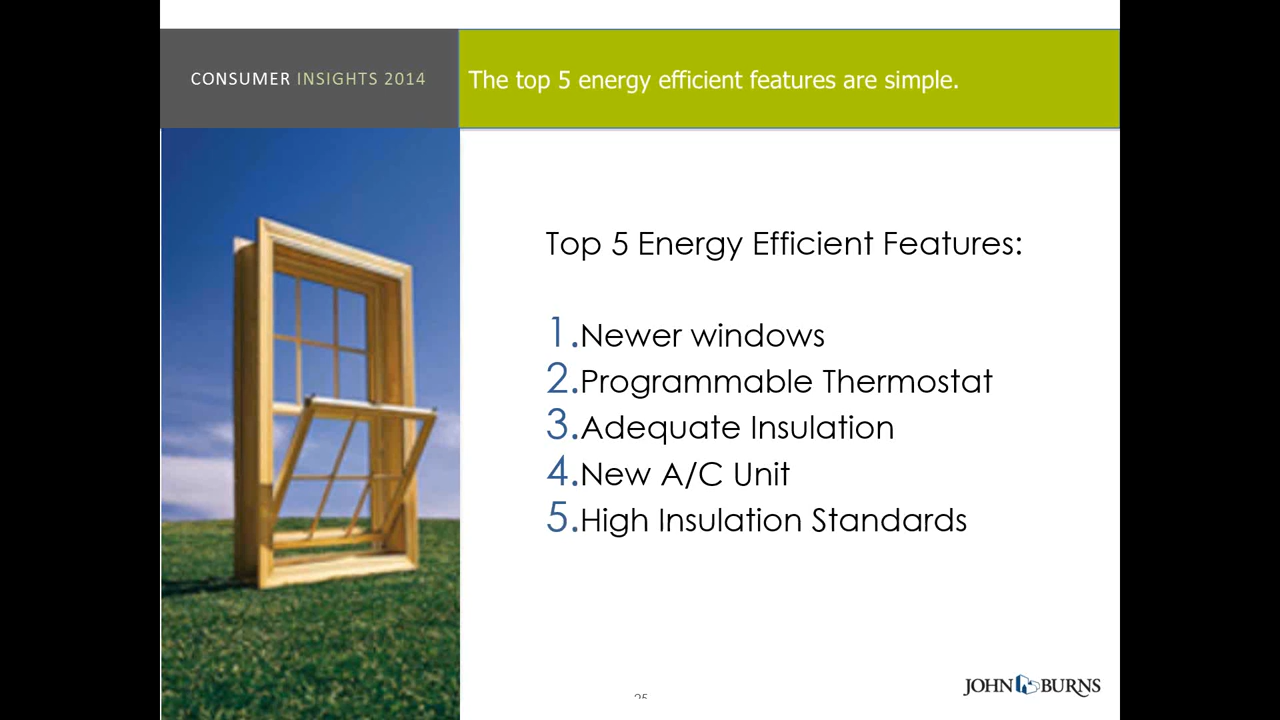 CONSUMER INSIGHTS 2014
The top 5 energy efficient features are simple.
Top 5 Energy Efficient Features:
1.Newer windows
2.Programmable Thermostat
3.Adequate Insulation
4.New A/C Unit
5.High Insulation Standards
25
JOHN BURNS